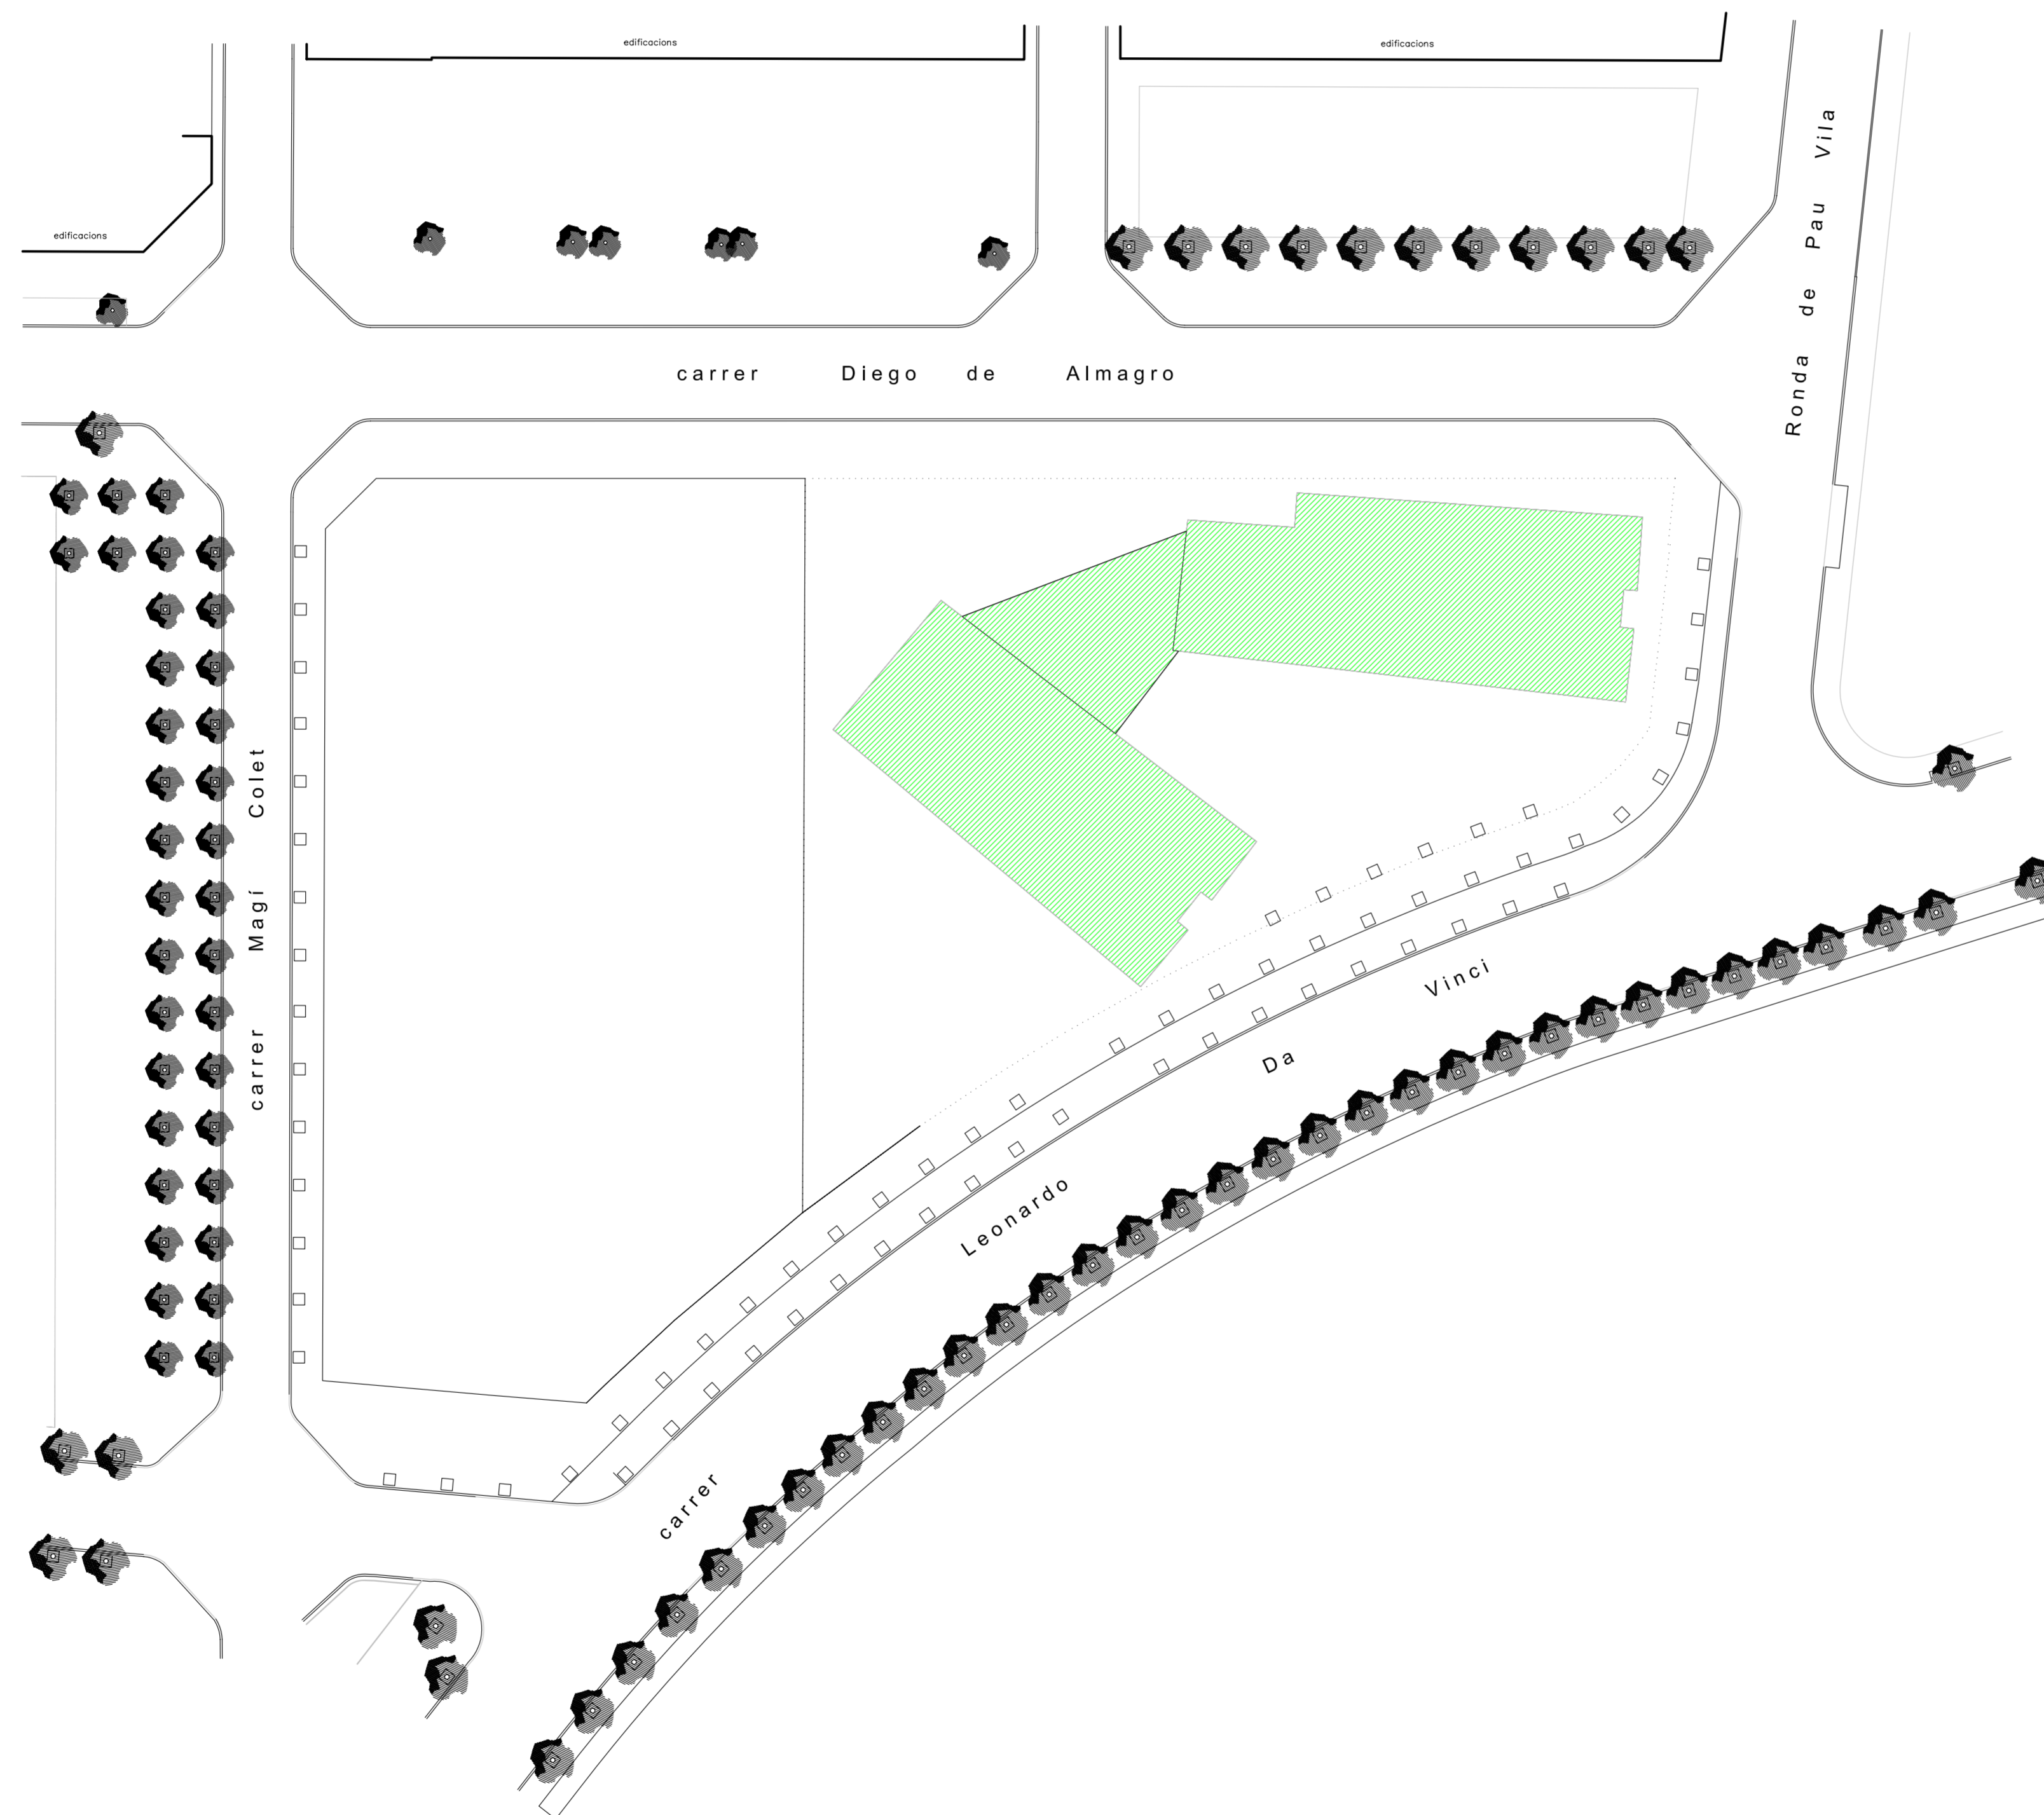 edificacions
edificacions
edificacions
carrer Diego de Almagro
Ronda de Pau Vila
carrer Magí Colet
carrer Leonardo Da Vinci